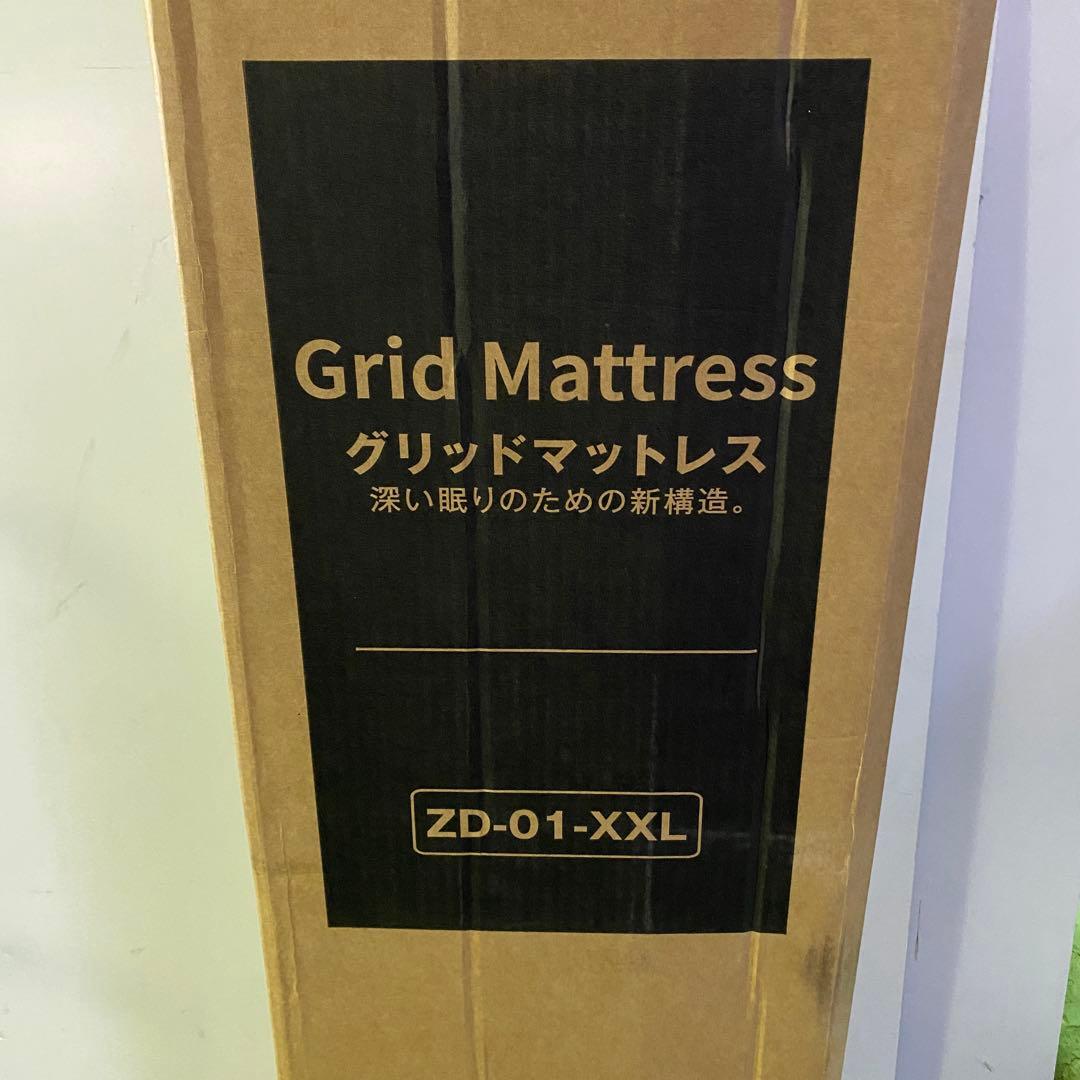 Grid Mattress
グリッドマットレス
深い眠りのための新構造。
ZD-01-XXL